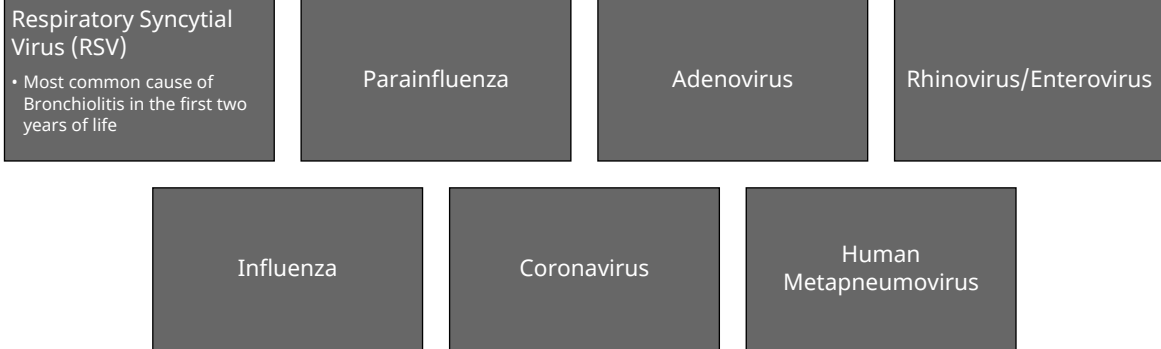 Respiratory Syncytial
Virus (RSV)
• Most common cause of
Bronchiolitis in the first two
years of life
Parainfluenza
Adenovirus
Rhinovirus/Enterovirus
Influenza
Coronavirus
Human
Metapneumovirus